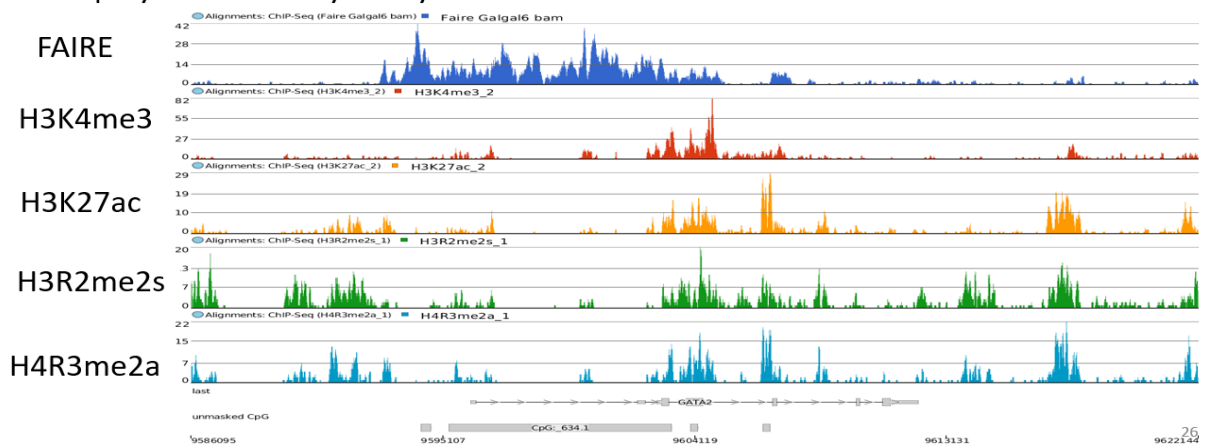 Alignments: ChIP-Seq (Faire Galgal6 bam) Faire Galgal6 bam
FAIRE
42
28
14
0
Alignments: ChIP-Seq (H3K4me3_2) H3K4me3_2
H3K4me3
82
55
27
0
Alignments: ChIP-Seq (H3K27ac_2) H3K27ac_2
H3K27ac
29
19
10
0
Alignments: ChIP-Seq (H3R2me2s_1) H3R2me2s_1
H3R2me2s
20
3
7
0
Alignments: ChIP-Seq (H4R3me2a_1) H4R3me2a_1
H4R3me2a
22
15
7
0
last
GATA2
unmasked CpG
CpG:_634.1
9586095 9595107 9604119 9613131 9622144
26